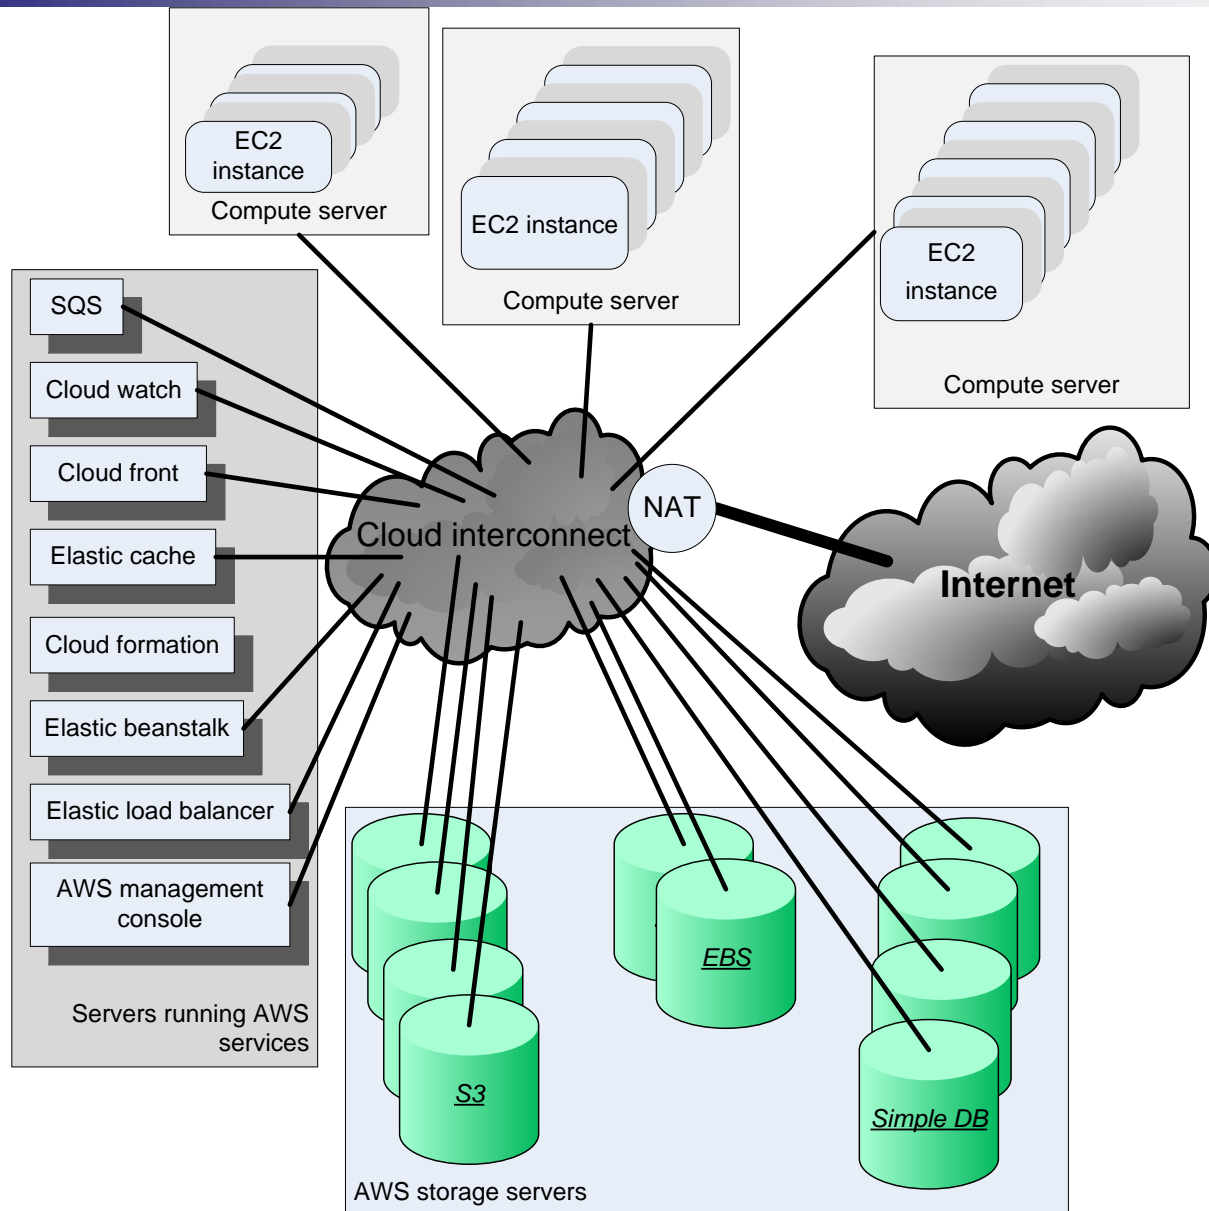 EC2
instance
Compute server
EC2 instance
Compute server
EC2
instance
Compute server
SQS
Cloud watch
Cloud front
Elastic cache
Cloud formation
Elastic beanstalk
Elastic load balancer
AWS management
console
Servers running AWS
services
Cloud interconnect
NAT
Internet
S3
EBS
Simple DB
AWS storage servers